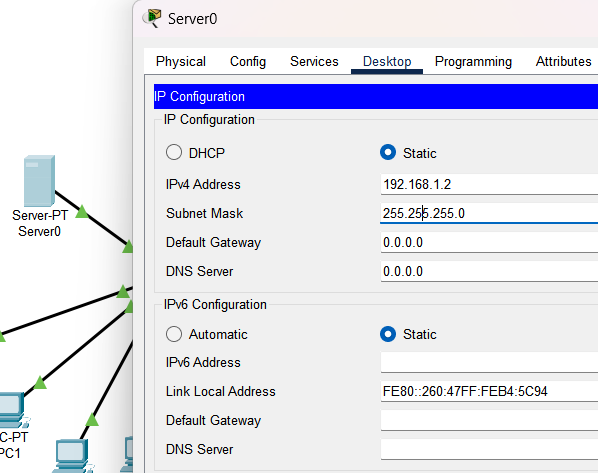 Server0
Physical Config Services Desktop Programming Attributes
IP Configuration
IP Configuration
DHCP Static
IPv4 Address 192.168.1.2
Subnet Mask 255.255.255.0
Default Gateway 0.0.0.0
DNS Server 0.0.0.0
IPv6 Configuration
Automatic Static
IPv6 Address
Link Local Address FE80::260:47FF:FEB4:5C94
Default Gateway
DNS Server
Server-PT
Server0
C-PT
PC1